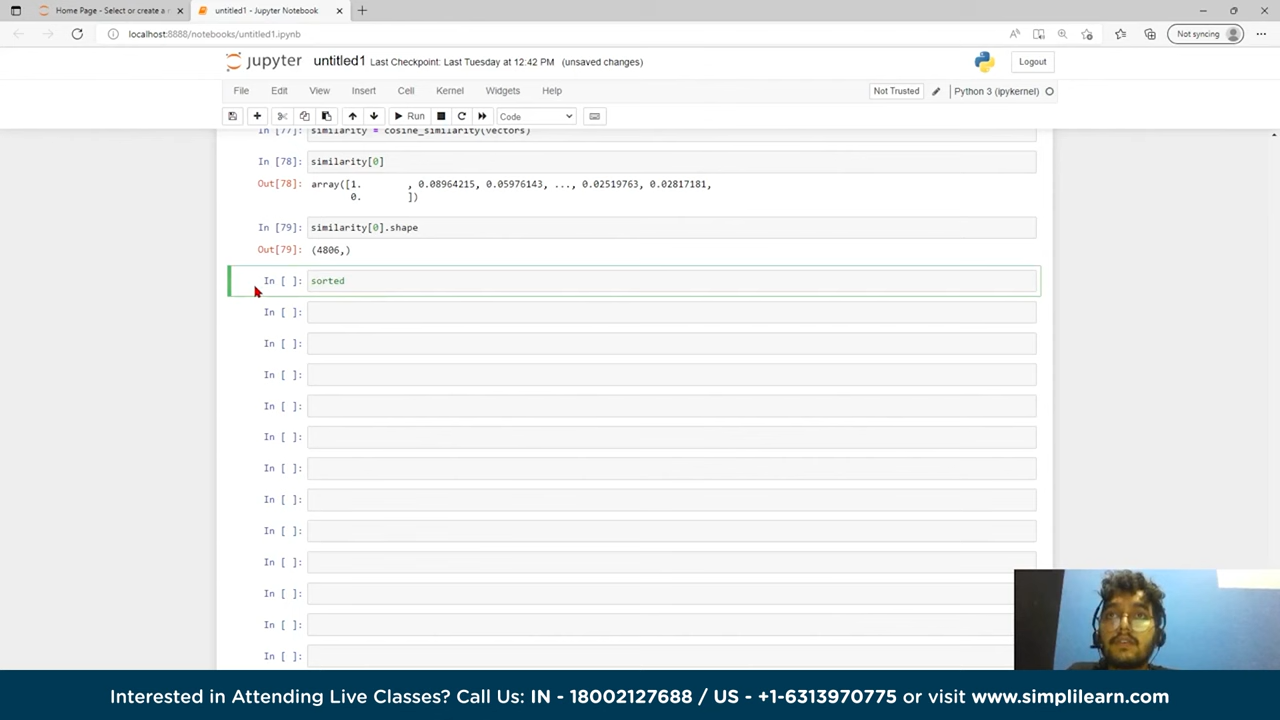 Home Page - Select or create a n
untitled1 - Jupyter Notebook
localhost:8888/notebooks/untitled1.ipynb
Not syncing
jupyter untitled1 Last Checkpoint: Last Tuesday at 12:42 PM (unsaved changes)
Logout
File Edit View Insert Cell Kernel Widgets Help
Not Trusted
Python 3 (ipykernel)
Run
Code
In [77]: similarity = cosine_similarity(vectors)
In [78]: similarity[0]
Out[78]: array([1. , 0.08964215, 0.05976143, ..., 0.02519763, 0.02817181,
0. ])
In [79]: similarity[0].shape
Out[79]: (4806,)
In [ ]: sorted
In [ ]:
In [ ]:
In [ ]:
In [ ]:
In [ ]:
In [ ]:
In [ ]:
In [ ]:
In [ ]:
In [ ]:
In [ ]:
In [ ]:
Interested in Attending Live Classes? Call Us: IN - 18002127688 / US - +1-6313970775 or visit www.simplilearn.com